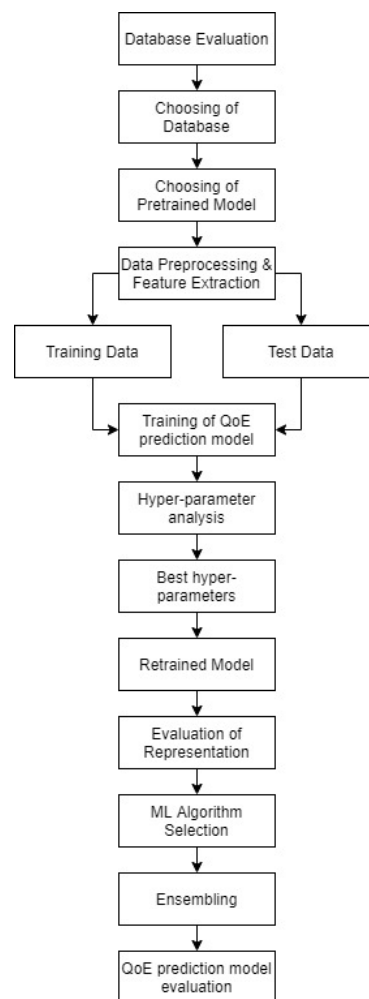 Database Evaluation
Choosing of
Database
Choosing of
Pretrained Model
Data Preprocessing &
Feature Extraction
Training Data
Test Data
Training of QoE
prediction model
Hyper-parameter
analysis
Best hyper-
parameters
Retrained Model
Evaluation of
Representation
ML Algorithm
Selection
Ensembling
QoE prediction model
evaluation